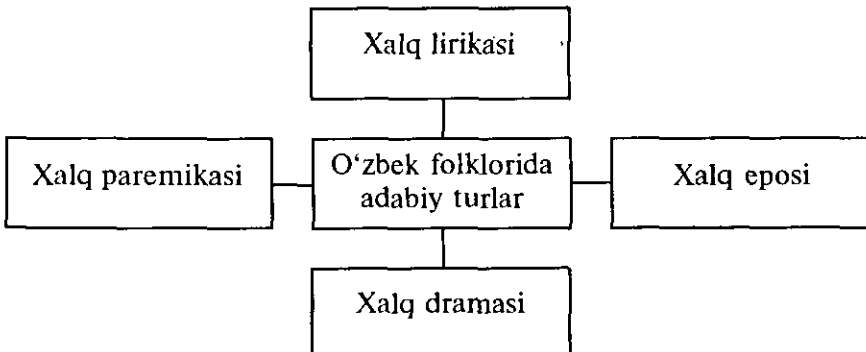 Xalq lirikasi
Xalq paremikasi
O‘zbek folklorida
adabiy turlar
Xalq eposi
Xalq dramasi